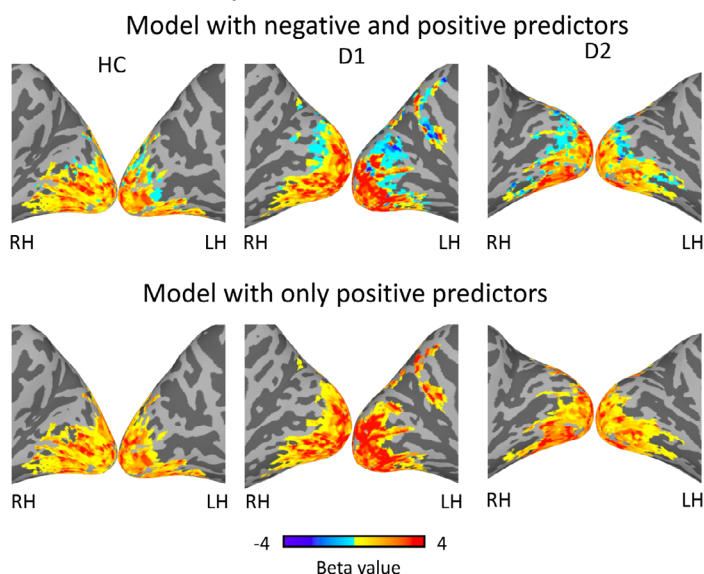 Model with negative and positive predictors
HC D1 D2
RH LH RH LH RH LH
Model with only positive predictors
RH LH RH LH RH LH
-4 4
Beta value